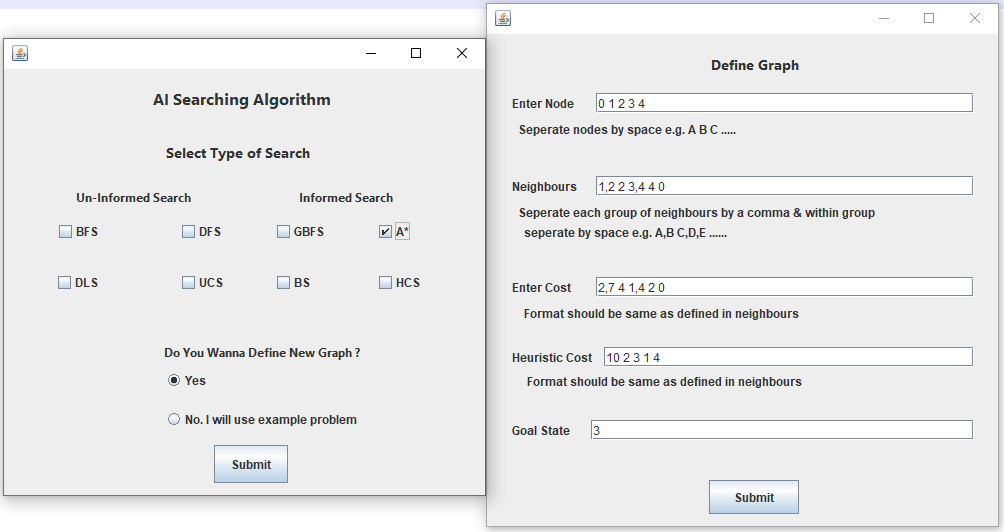 AI Searching Algorithm
Select Type of Search
Un-Informed Search
Informed Search
BFS
DFS
GBFS
A*
DLS
UCS
BS
HCS
Do You Wanna Define New Graph ?
Yes
No. I will use example problem
Submit
Define Graph
Enter Node 0 1 2 3 4
Seperate nodes by space e.g. A B C .....
Neighbours 1,2 2 3,4 4 0
Seperate each group of neighbours by a comma & within group
seperate by space e.g. A,B C,D,E ......
Enter Cost 2,7 4 1,4 2 0
Format should be same as defined in neighbours
Heuristic Cost 10 2 3 1 4
Format should be same as defined in neighbours
Goal State 3
Submit